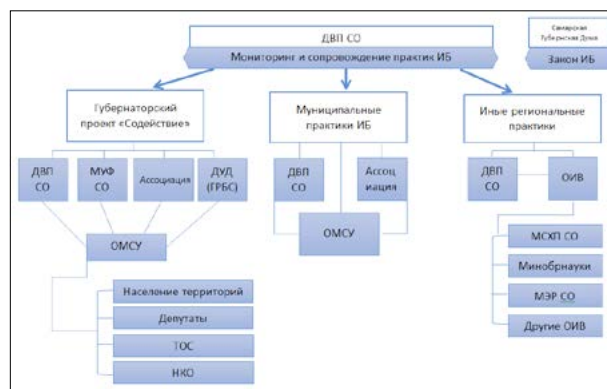 ДВП СО
Мониторинг и сопровождение практик ИБ
Самарская
Губернская Дума
Закон ИБ
Губернаторский
проект «Содействие»
Муниципальные
практики ИБ
Иные региональные
практики
ДВП
СО
МУФ
СО
Ассоциация
ДУД
(ГРБС)
ДВП
СО
Ассоц
иация
ДВП
СО
ОИВ
ОМСУ
ОМСУ
МСХП СО
Минобрнауки
МЭР СО
Другие ОИВ
Население территорий
Депутаты
ТОС
НКО